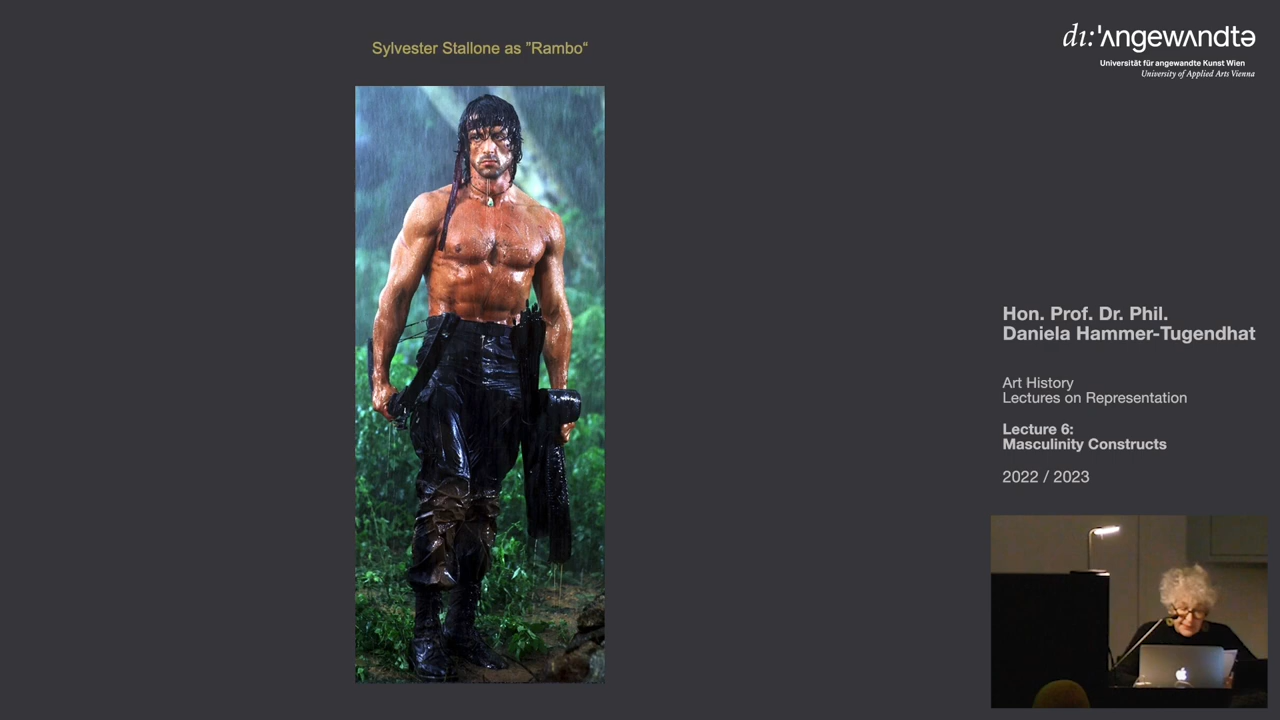 Sylvester Stallone as ”Rambo“
dı:ˈʌngewʌndtə
Universität für angewandte Kunst Wien
University of Applied Arts Vienna
Hon. Prof. Dr. Phil.
Daniela Hammer-Tugendhat
Art History
Lectures on Representation
Lecture 6:
Masculinity Constructs
2022 / 2023